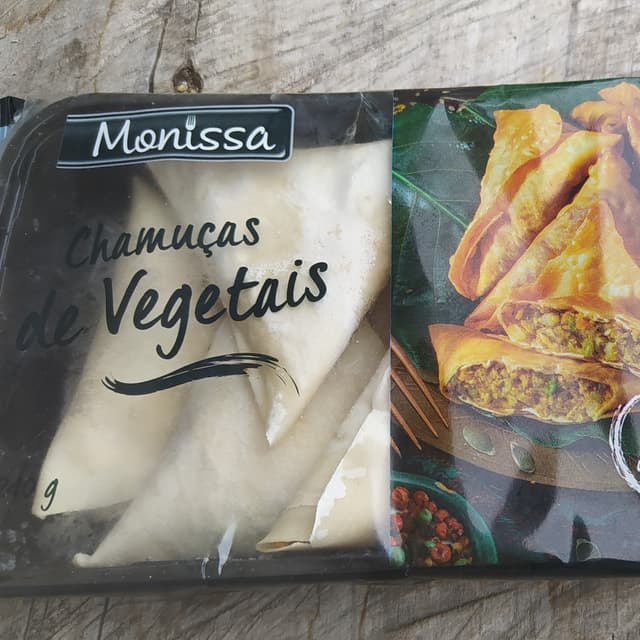 Monissa
Chamuças
de Vegetais
g